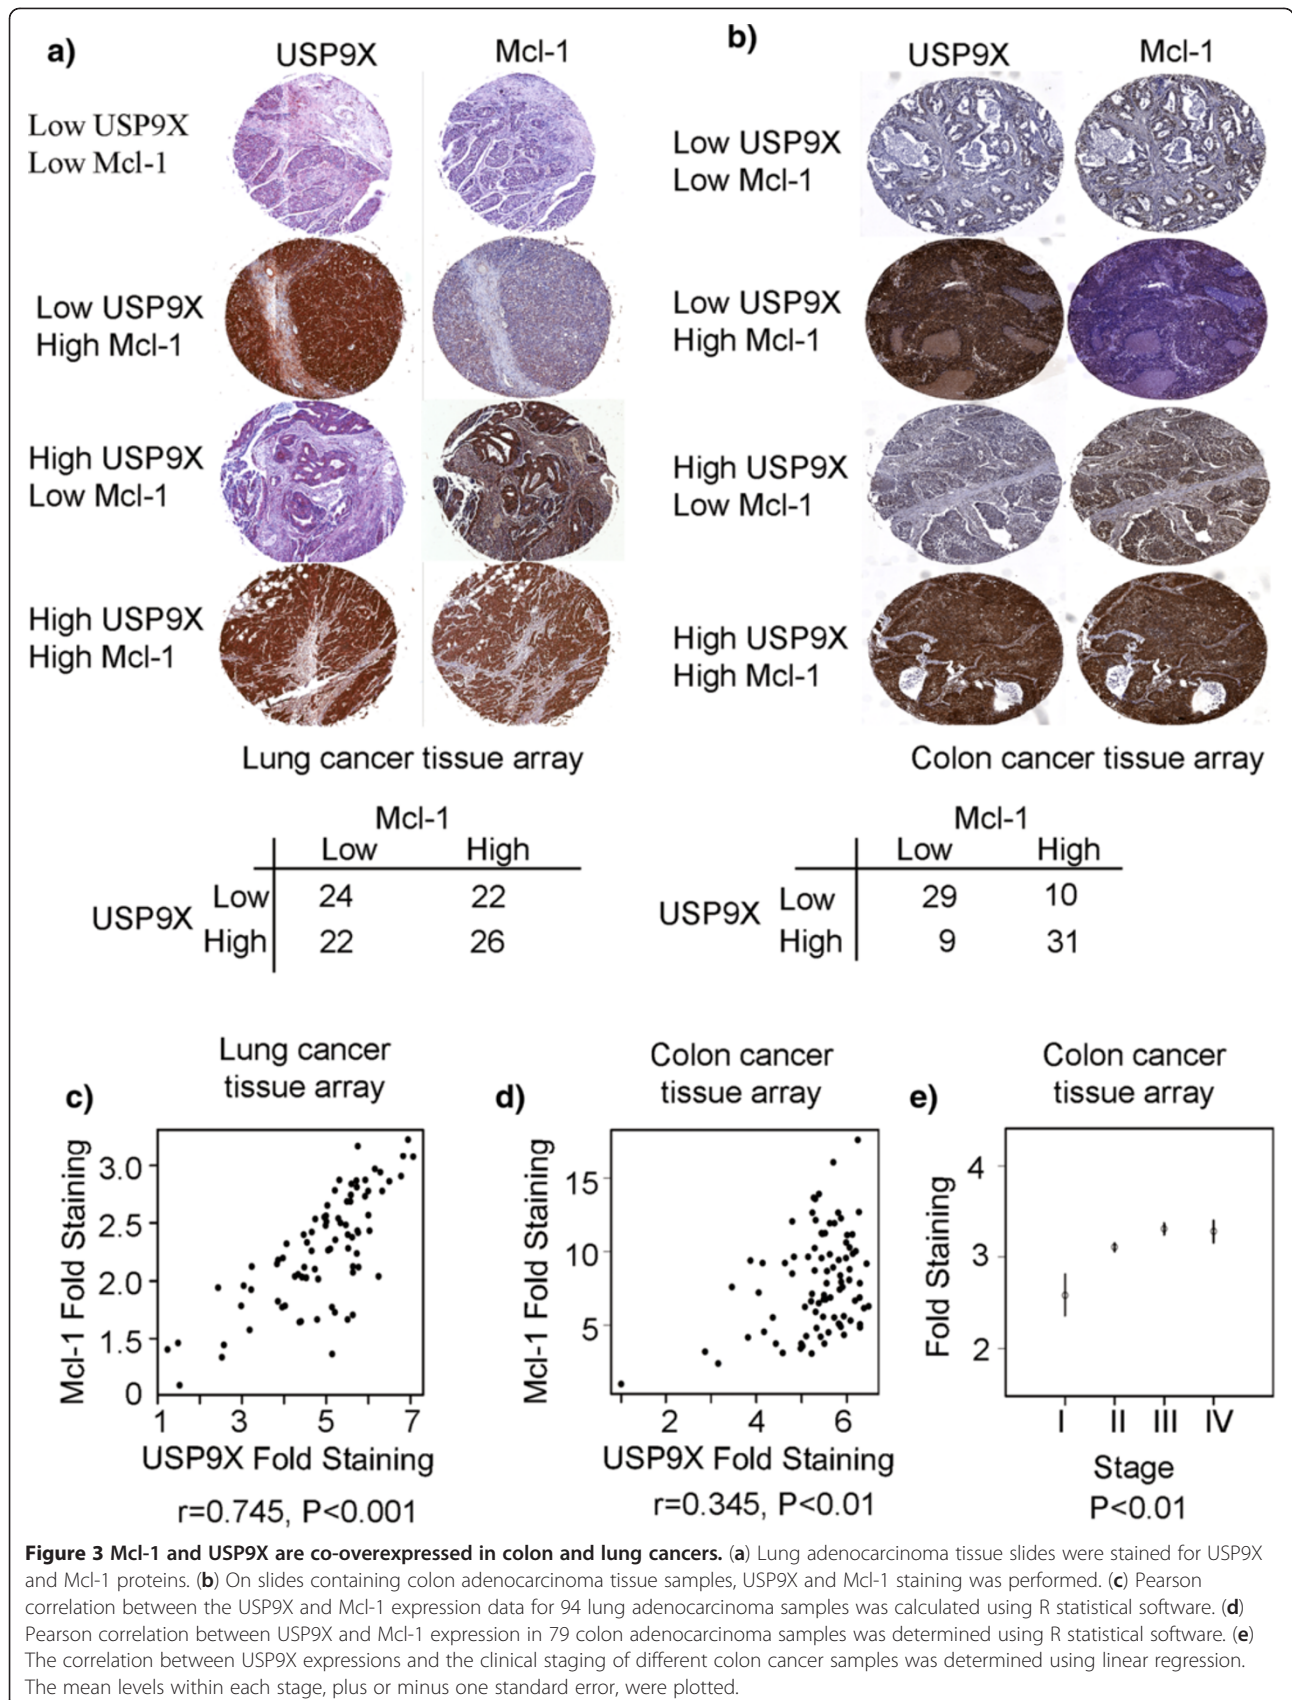 a)
USP9X Mcl-1
Low USP9X
Low Mcl-1
Low USP9X
High Mcl-1
High USP9X
Low Mcl-1
High USP9X
High Mcl-1
Lung cancer tissue array
Mcl-1
Low High
USP9X
Low 24 22
High 22 26
b)
USP9X Mcl-1
Low USP9X
Low Mcl-1
Low USP9X
High Mcl-1
High USP9X
Low Mcl-1
High USP9X
High Mcl-1
Colon cancer tissue array
Mcl-1
Low High
USP9X
Low 29 10
High 9 31
c)
Lung cancer
tissue array
Mcl-1 Fold Staining
3.0
2.5
2.0
1.5
0
1 3 5 7
USP9X Fold Staining
r=0.745, P<0.001
d)
Colon cancer
tissue array
Mcl-1 Fold Staining
15
10
5
2 4 6
USP9X Fold Staining
r=0.345, P<0.01
e)
Colon cancer
tissue array
Fold Staining
4
3
2
I II III IV
Stage
P<0.01
Figure 3 Mcl-1 and USP9X are co-overexpressed in colon and lung cancers. (a) Lung adenocarcinoma tissue slides were stained for USP9X
and Mcl-1 proteins. (b) On slides containing colon adenocarcinoma tissue samples, USP9X and Mcl-1 staining was performed. (c) Pearson
correlation between the USP9X and Mcl-1 expression data for 94 lung adenocarcinoma samples was calculated using R statistical software. (d)
Pearson correlation between USP9X and Mcl-1 expression in 79 colon adenocarcinoma samples was determined using R statistical software. (e)
The correlation between USP9X expressions and the clinical staging of different colon cancer samples was determined using linear regression.
The mean levels within each stage, plus or minus one standard error, were plotted.